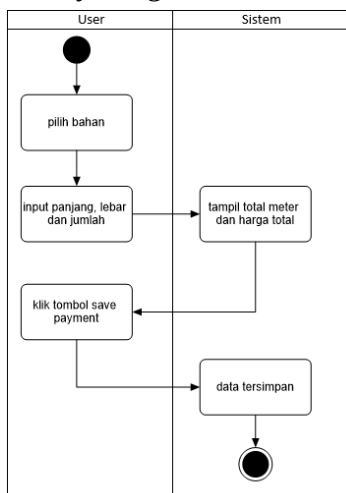 User
Sistem
pilih bahan
input panjang, lebar
dan jumlah
tampil total meter
dan harga total
klik tombol save
payment
data tersimpan